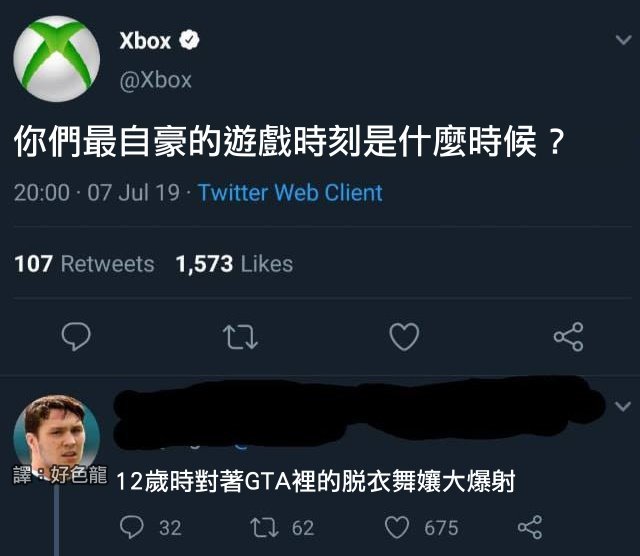 Xbox
@Xbox
你們最自豪的遊戲時刻是什麼時候？
20:00 · 07 Jul 19 · Twitter Web Client
107 Retweets 1,573 Likes
譯：好色龍
12歲時對著GTA裡的脱衣舞孃大爆射
32 62 675